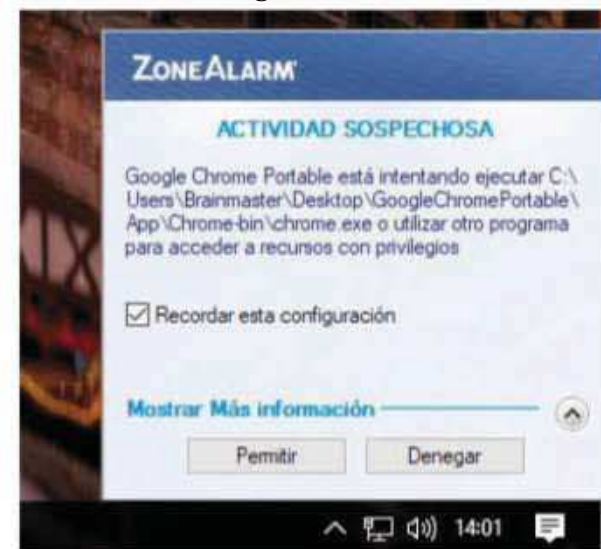 ZONEALARM
ACTIVIDAD SOSPECHOSA
Google Chrome Portable está intentando ejecutar C:\
Users\Brainmaster\Desktop\GoogleChromePortable\
App\Chrome-bin\chrome.exe o utilizar otro programa
para acceder a recursos con privilegios
Recordar esta configuración
Mostrar Más información
Permitir Denegar
14:01